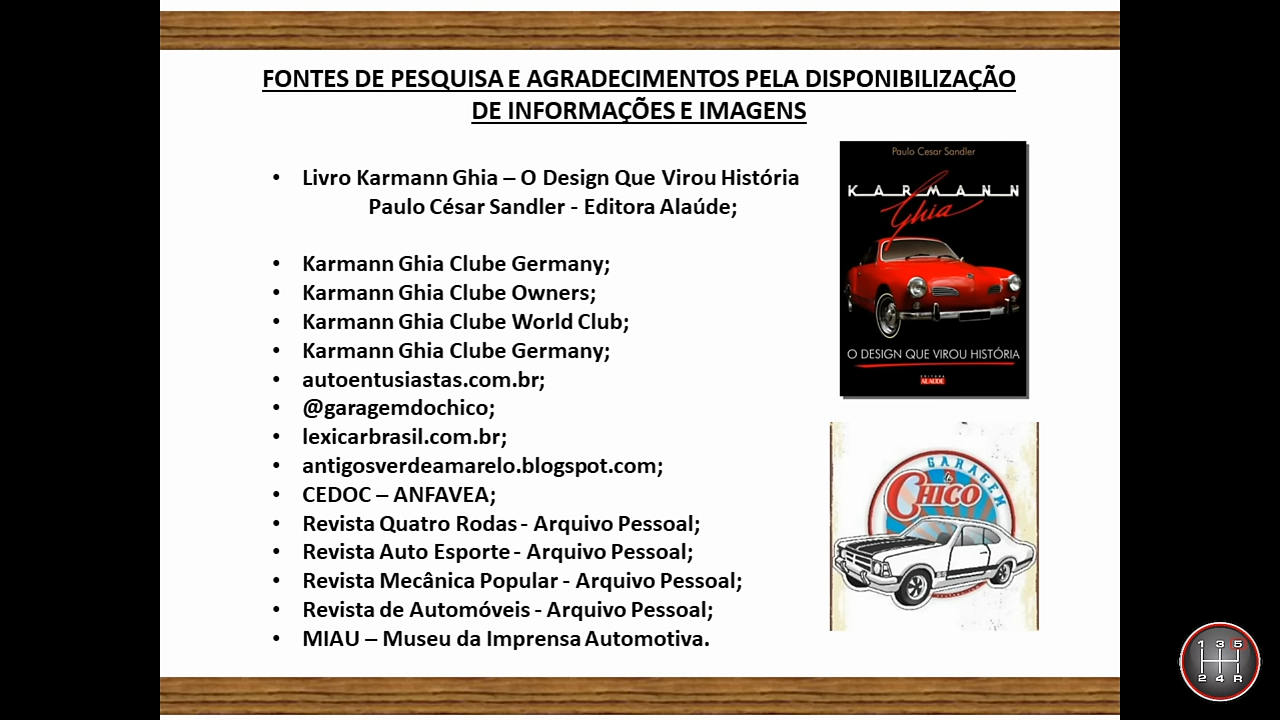 FONTES DE PESQUISA E AGRADECIMENTOS PELA DISPONIBILIZAÇÃO
DE INFORMAÇÕES E IMAGENS
• Livro Karmann Ghia – O Design Que Virou História
Paulo César Sandler - Editora Alaúde;
• Karmann Ghia Clube Germany;
• Karmann Ghia Clube Owners;
• Karmann Ghia Clube World Club;
• Karmann Ghia Clube Germany;
• autoentusiastas.com.br;
• @garagemdochico;
• lexicarbrasil.com.br;
• antigosverdeamarelo.blogspot.com;
• CEDOC – ANFAVEA;
• Revista Quatro Rodas - Arquivo Pessoal;
• Revista Auto Esporte - Arquivo Pessoal;
• Revista Mecânica Popular - Arquivo Pessoal;
• Revista de Automóveis - Arquivo Pessoal;
• MIAU – Museu da Imprensa Automotiva.
Paulo Cesar Sandler
KARMANN
Ghia
O DESIGN QUE VIROU HISTÓRIA
EDITORA
ALAÚDE
GARAGEM
do
CHICO
1 3 5
2 4 R